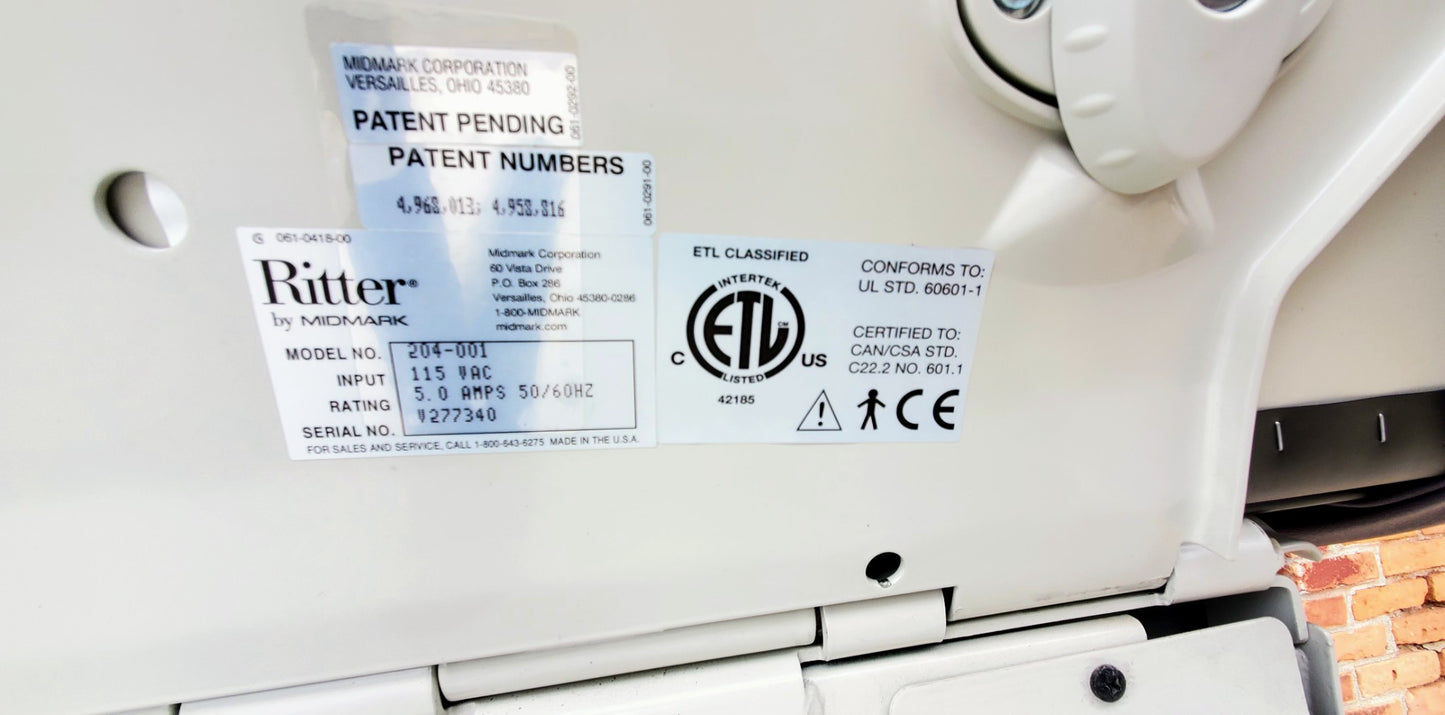 MIDMARK CORPORATION
VERSAILLES, OHIO 45380
PATENT PENDING
061-0292-00
PATENT NUMBERS
4,968,013; 4,958,816
061-0291-00
061-0418-00
Ritter®
by MIDMARK
Midmark Corporation
60 Vista Drive
P.O. Box 286
Versailles, Ohio 45380-0286
1-800-MIDMARK
midmark.com
MODEL NO. 204-001
INPUT 115 VAC
RATING 5.0 AMPS 50/60HZ
SERIAL NO. V277340
FOR SALES AND SERVICE, CALL 1-800-643-6275 MADE IN THE U.S.A.
ETL CLASSIFIED
INTERTEK
ETL CM
C US
LISTED
42185
CONFORMS TO:
UL STD. 60601-1
CERTIFIED TO:
CAN/CSA STD.
C22.2 NO. 601.1
CE